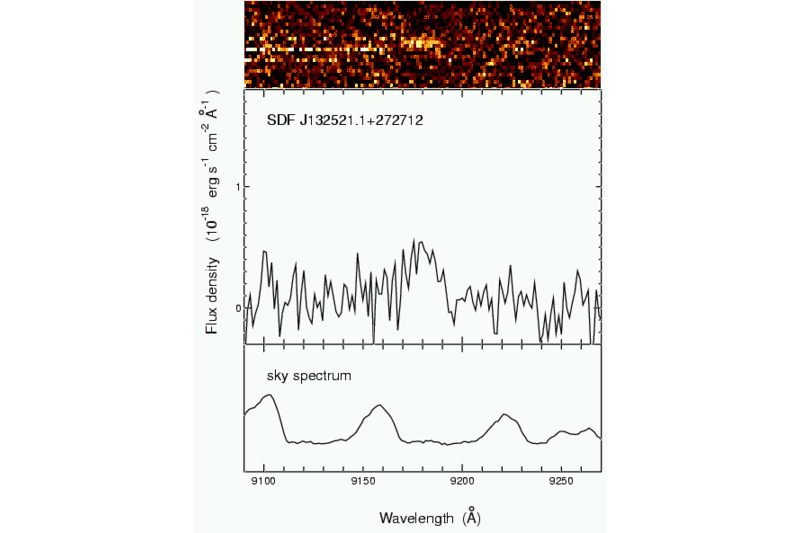 SDF J132521.1+272712
1
0
Flux density (10⁻¹⁸ erg s⁻¹ cm⁻² Å⁻¹)
sky spectrum
9100 9150 9200 9250
Wavelength (Å)